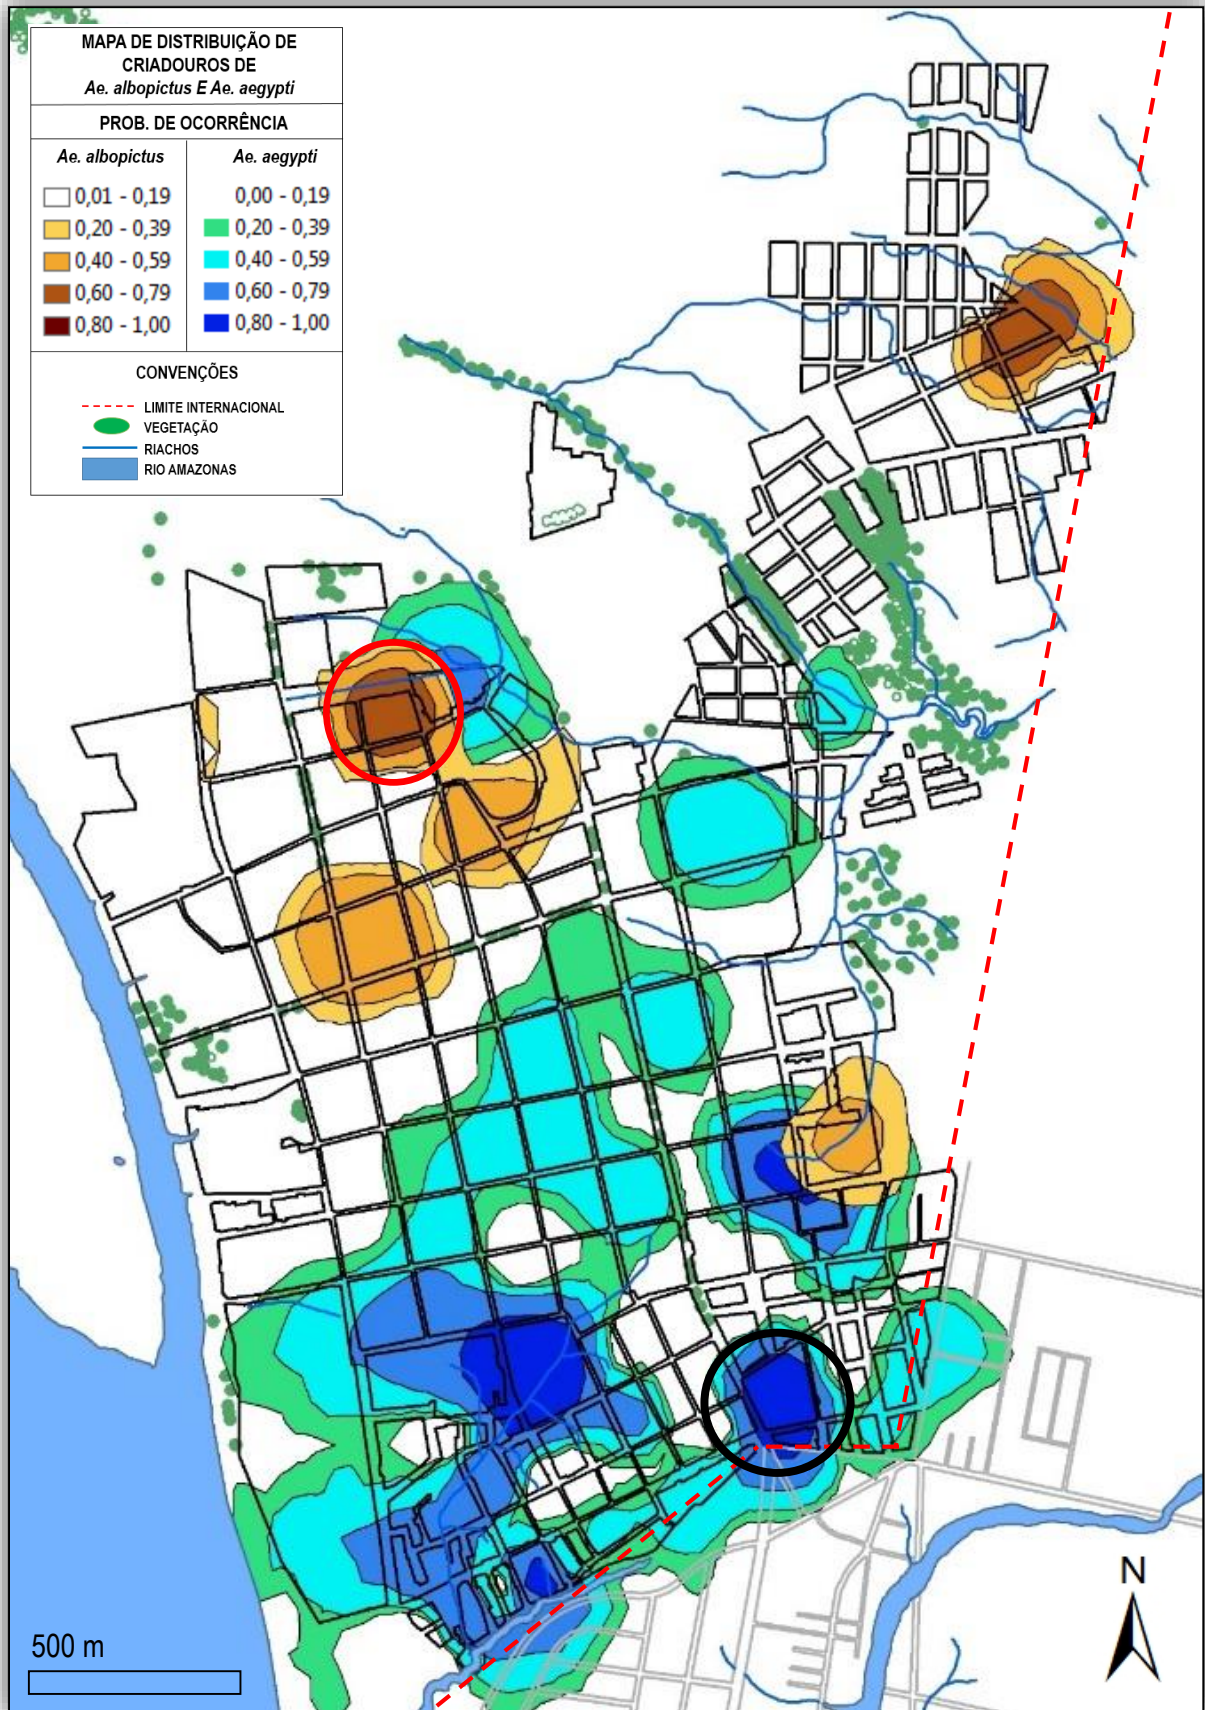 MAPA DE DISTRIBUIÇÃO DE
CRIADOUROS DE
Ae. albopictus E Ae. aegypti
PROB. DE OCORRÊNCIA
Ae. albopictus Ae. aegypti
0,01 - 0,19 0,00 - 0,19
0,20 - 0,39 0,20 - 0,39
0,40 - 0,59 0,40 - 0,59
0,60 - 0,79 0,60 - 0,79
0,80 - 1,00 0,80 - 1,00
CONVENÇÕES
LIMITE INTERNACIONAL
VEGETAÇÃO
RIACHOS
RIO AMAZONAS
N
500 m